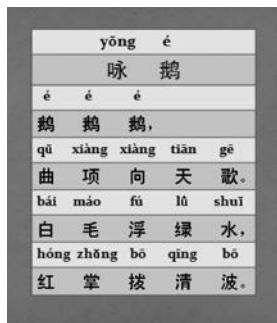 yǒng é
咏 鹅
é é é
鹅 鹅 鹅，
qū xiàng xiàng tiān gē
曲 项 向 天 歌。
bái máo fú lǜ shuǐ
白 毛 浮 绿 水，
hóng zhǎng bō qīng bō
红 掌 拨 清 波。